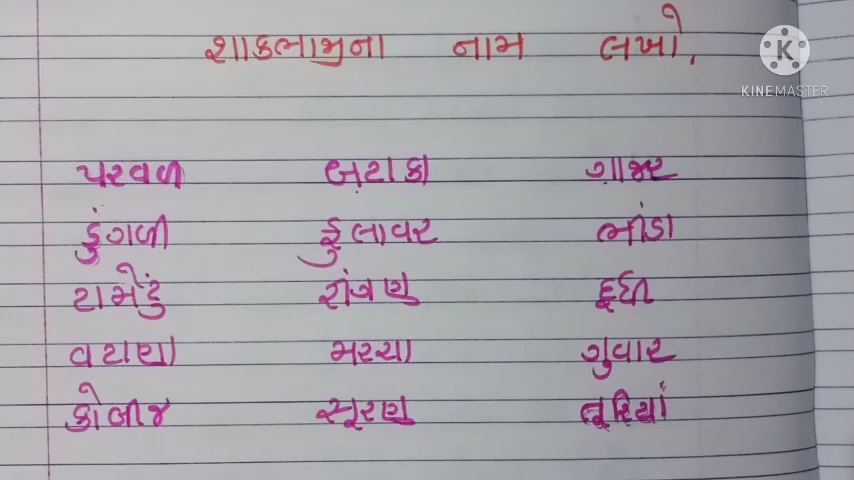 શાકભાજીના નામ લખો.
K
KINEMASTER
પરવળ બટાકા ગાજર
ડુંગળી ફુલાવર ભીંડા
ટામેટું રીંગણ દૂધી
વટાણા મરચા ગુવાર
કોબીજ સૂરણ તૂરિયાં